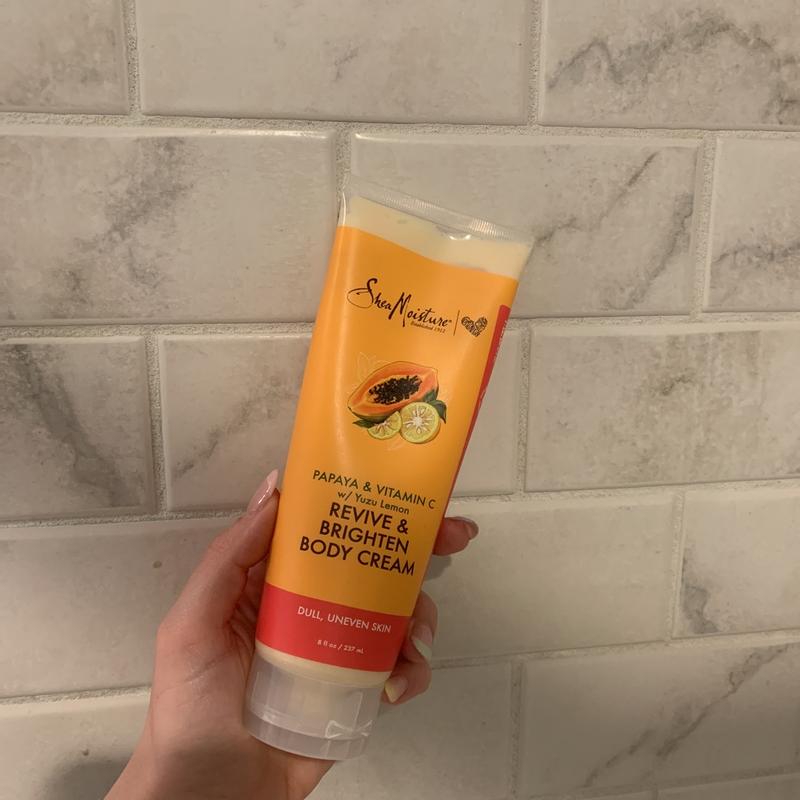 SheaMoisture®
Established 1912
PAPAYA & VITAMIN C
w/ Yuzu Lemon
REVIVE &
BRIGHTEN
BODY CREAM
DULL, UNEVEN SKIN
8 fl oz / 237 mL